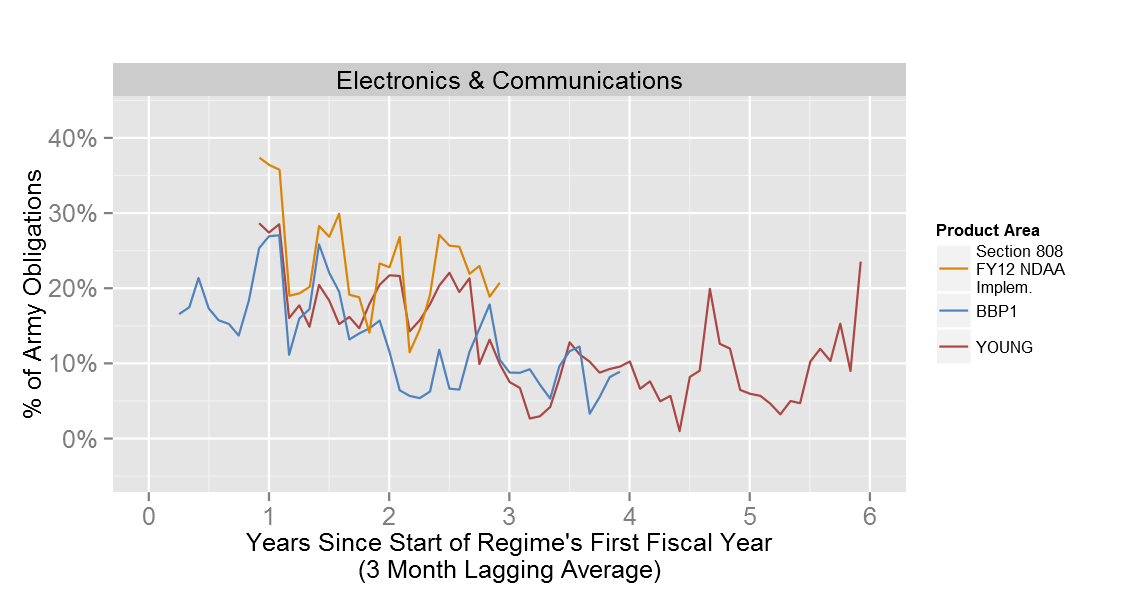 Electronics & Communications
% of Army Obligations
40%
30%
20%
10%
0%
0 1 2 3 4 5 6
Years Since Start of Regime's First Fiscal Year
(3 Month Lagging Average)
Product Area
Section 808
FY12 NDAA
Implem.
BBP1
YOUNG